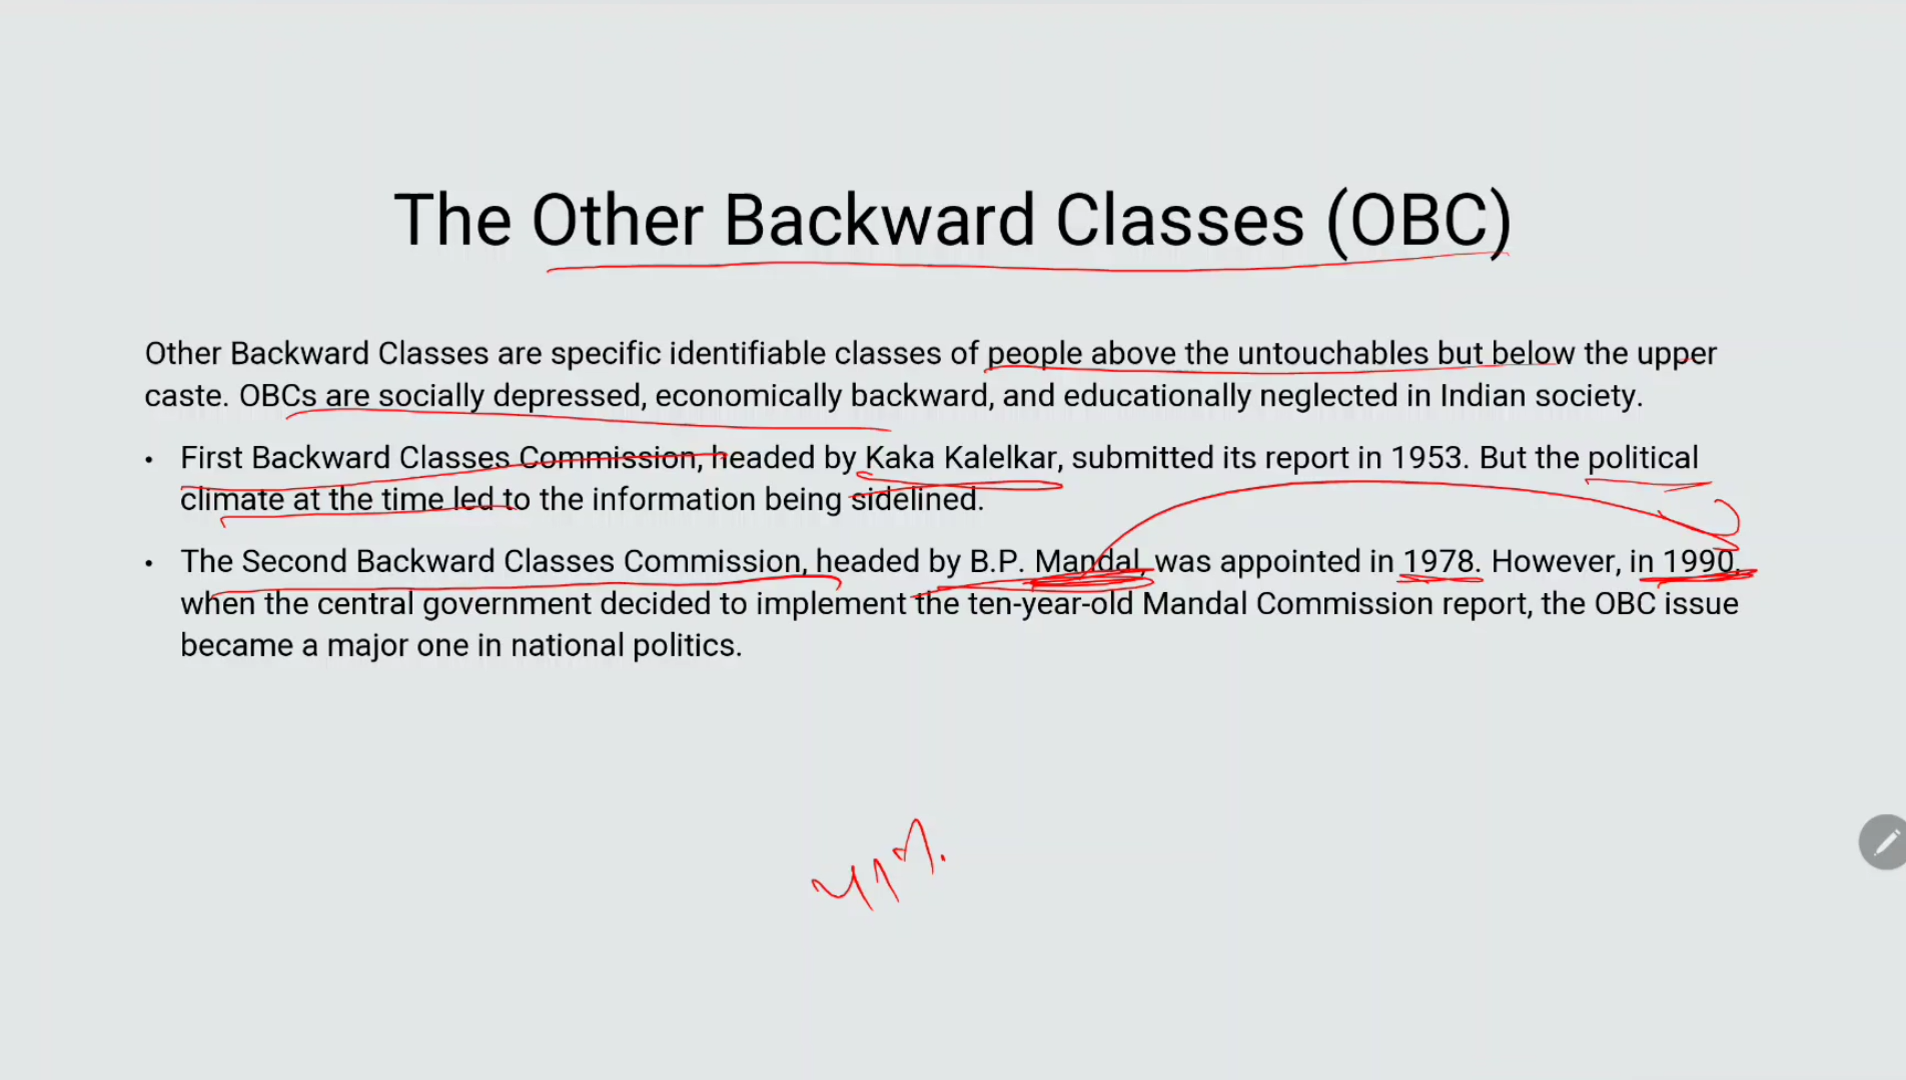 The Other Backward Classes (OBC)
Other Backward Classes are specific identifiable classes of people above the untouchables but below the upper
caste. OBCs are socially depressed, economically backward, and educationally neglected in Indian society.
• First Backward Classes Commission, headed by Kaka Kalelkar, submitted its report in 1953. But the political
climate at the time led to the information being sidelined.
• The Second Backward Classes Commission, headed by B.P. Mandal, was appointed in 1978. However, in 1990,
when the central government decided to implement the ten-year-old Mandal Commission report, the OBC issue
became a major one in national politics.